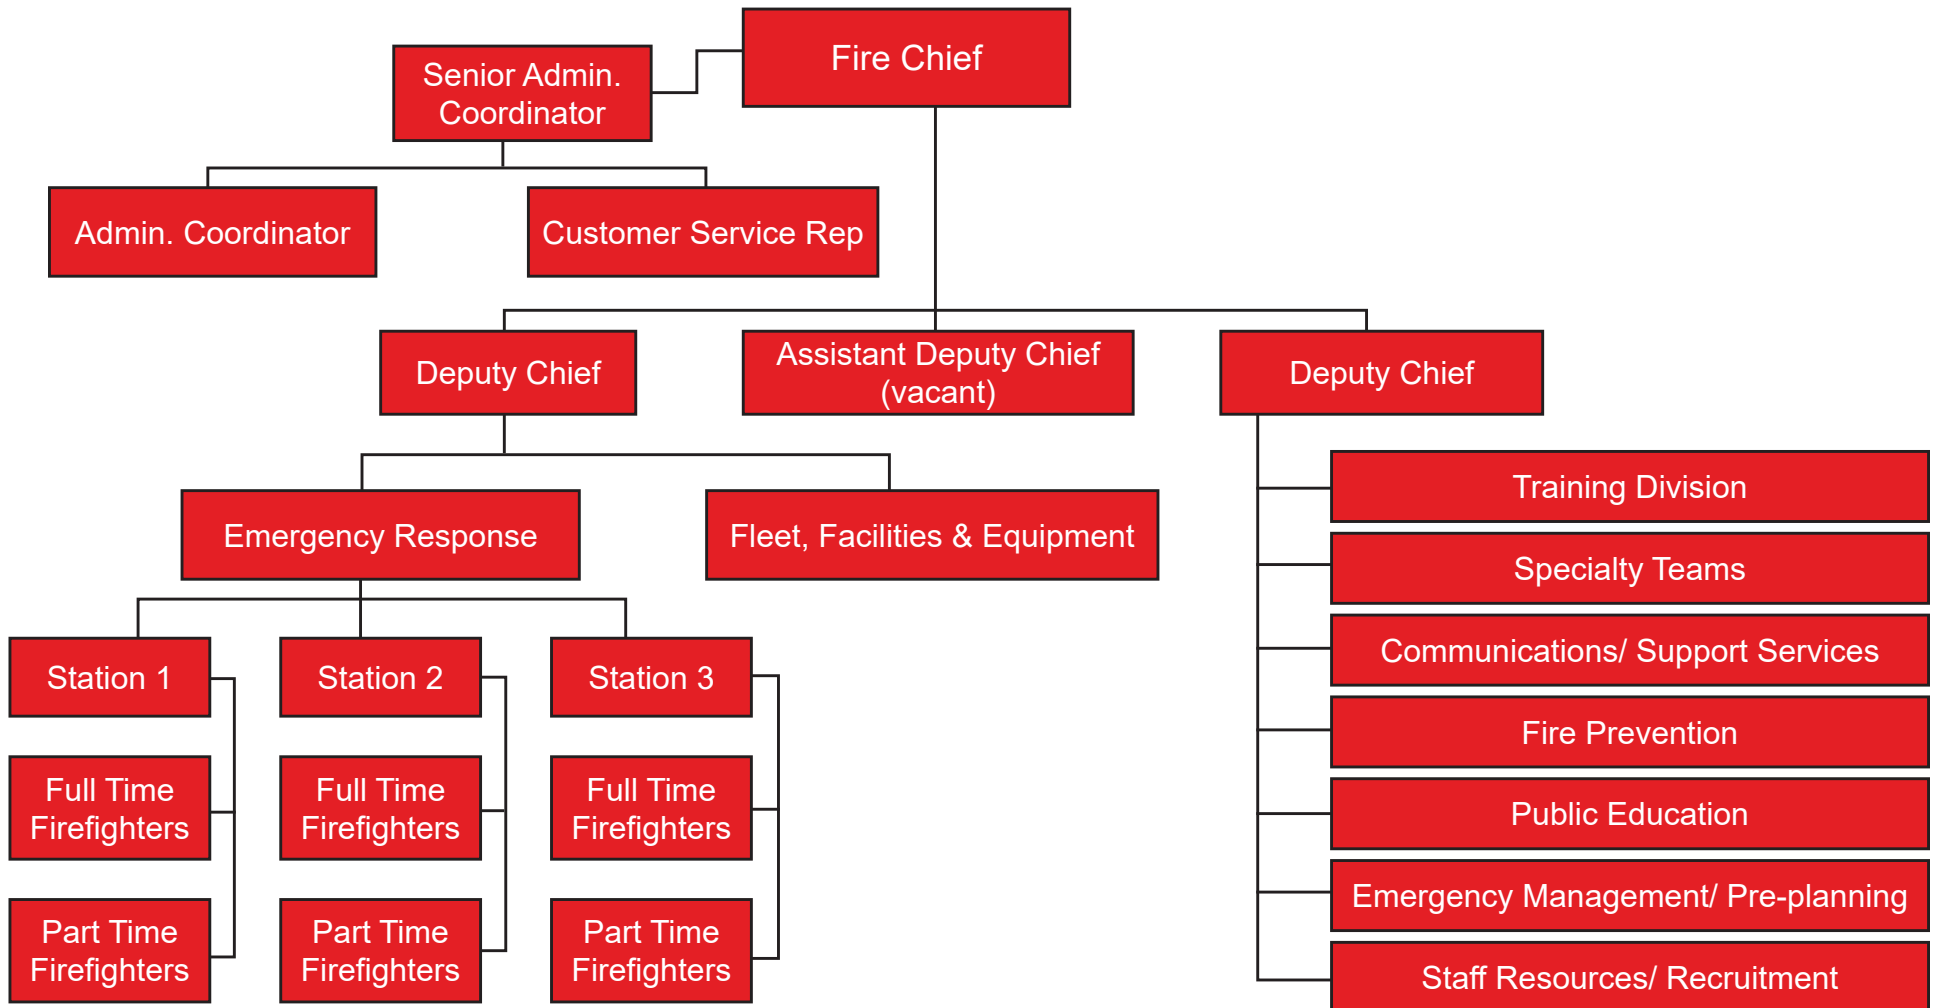 Fire Chief
Senior Admin.
Coordinator
Admin. Coordinator
Customer Service Rep
Deputy Chief
Assistant Deputy Chief
(vacant)
Deputy Chief
Emergency Response
Fleet, Facilities & Equipment
Station 1
Full Time
Firefighters
Part Time
Firefighters
Station 2
Full Time
Firefighters
Part Time
Firefighters
Station 3
Full Time
Firefighters
Part Time
Firefighters
Training Division
Specialty Teams
Communications/ Support Services
Fire Prevention
Public Education
Emergency Management/ Pre-planning
Staff Resources/ Recruitment